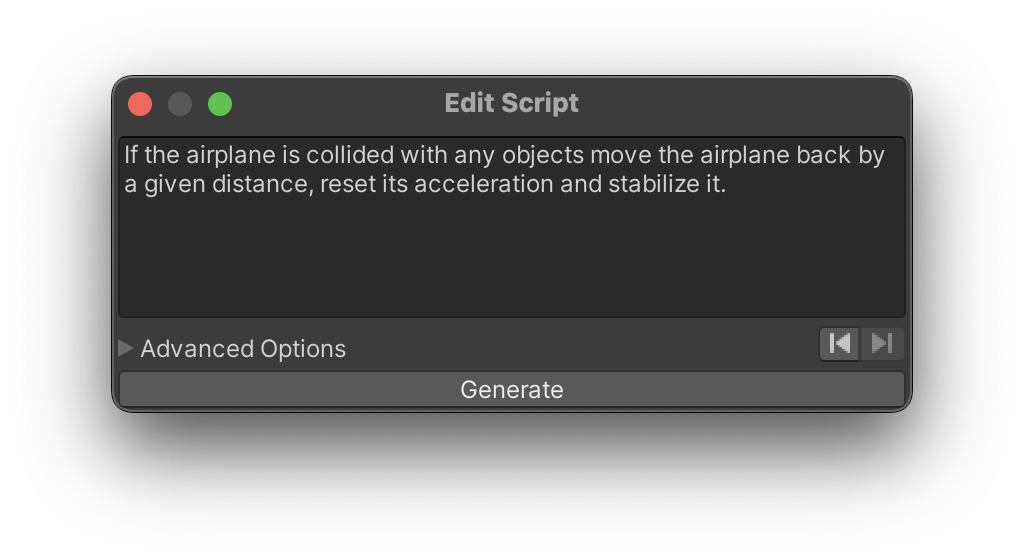 Edit Script
If the airplane is collided with any objects move the airplane back by
a given distance, reset its acceleration and stabilize it.
Advanced Options
Generate